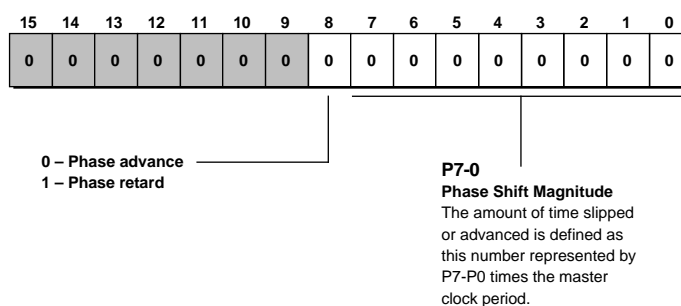 15 14 13 12 11 10 9 8 7 6 5 4 3 2 1 0
0 0 0 0 0 0 0 0 0 0 0 0 0 0 0 0
0 – Phase advance
1 – Phase retard
P7-0
Phase Shift Magnitude
The amount of time slipped
or advanced is defined as
this number represented by
P7-P0 times the master
clock period.